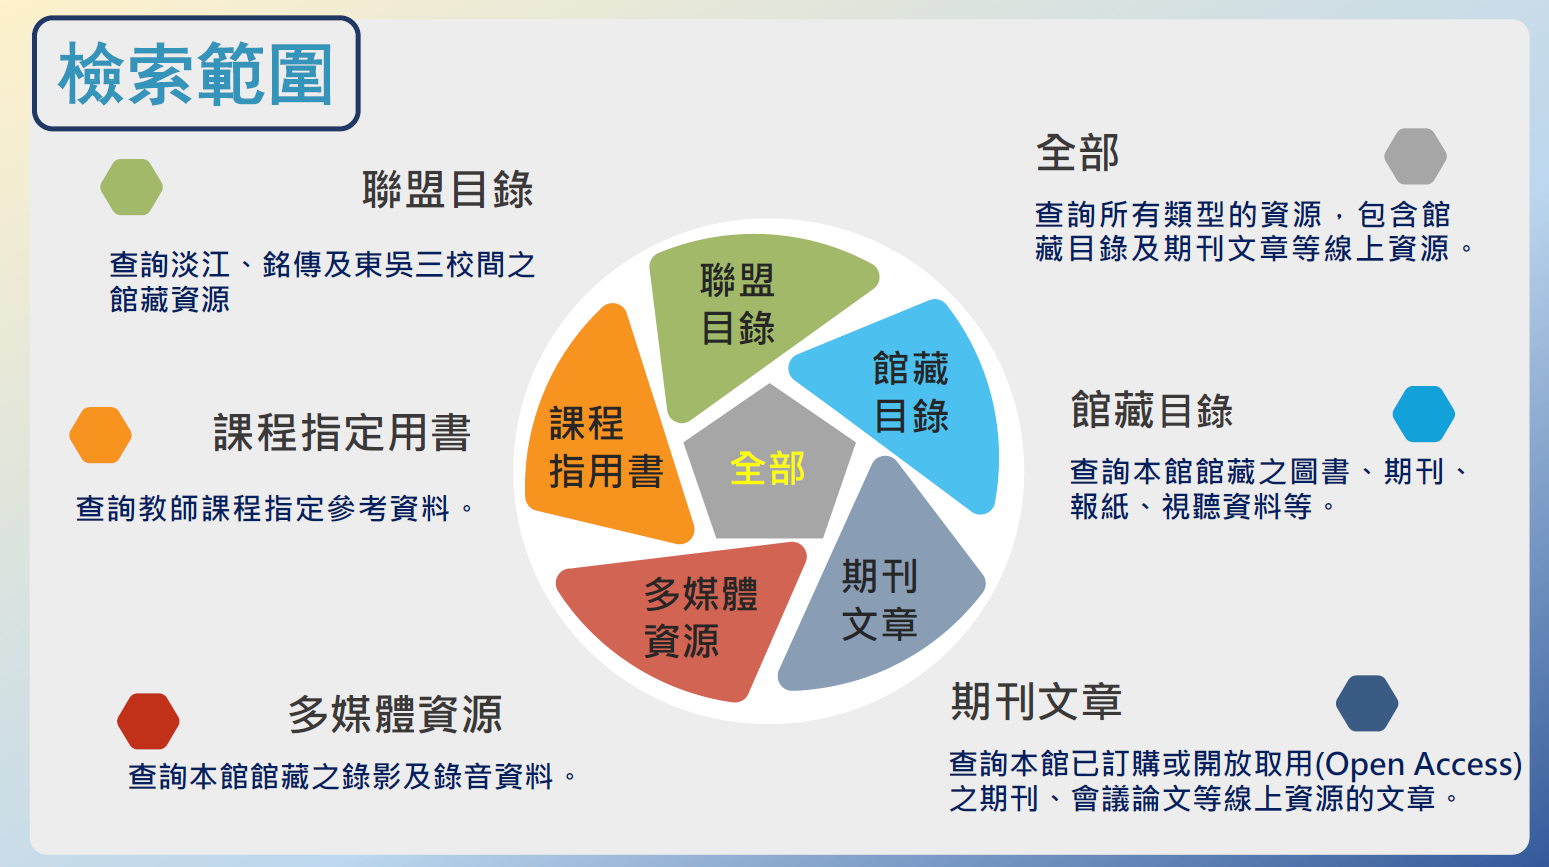 檢索範圍
聯盟目錄
查詢淡江、銘傳及東吳三校間之
館藏資源
課程指定用書
查詢教師課程指定參考資料。
多媒體資源
查詢本館館藏之錄影及錄音資料。
聯盟
目錄
館藏
目錄
課程
指用書
全部
多媒體
資源
期刊
文章
全部
查詢所有類型的資源，包含館
藏目錄及期刊文章等線上資源。
館藏目錄
查詢本館館藏之圖書、期刊、
報紙、視聽資料等。
期刊文章
查詢本館已訂購或開放取用(Open Access)
之期刊、會議論文等線上資源的文章。